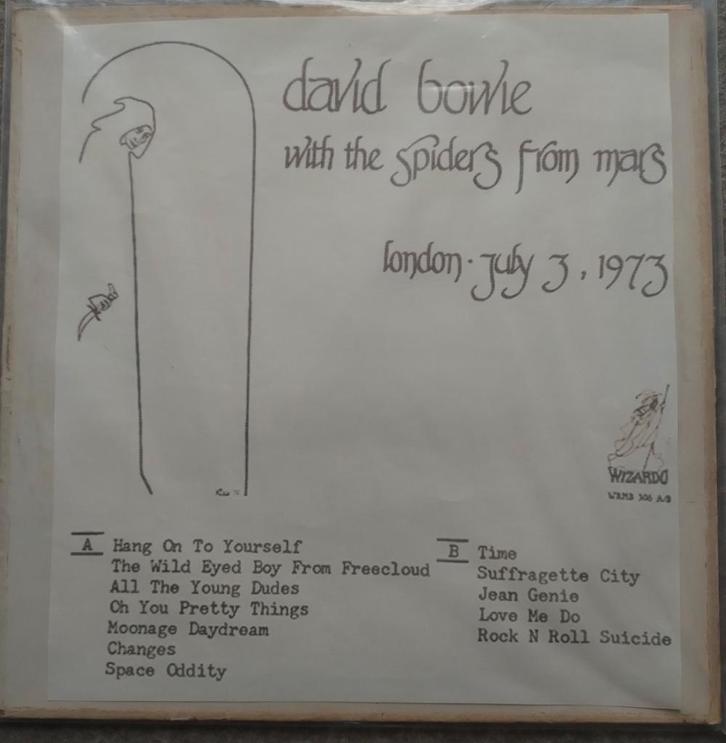 david bowie
with the spiders from mars
london · july 3, 1973
WIZARDO
WRMB 306 A/B
A Hang On To Yourself
The Wild Eyed Boy From Freecloud
All The Young Dudes
Oh You Pretty Things
Moonage Daydream
Changes
Space Oddity
B Time
Suffragette City
Jean Genie
Love Me Do
Rock N Roll Suicide